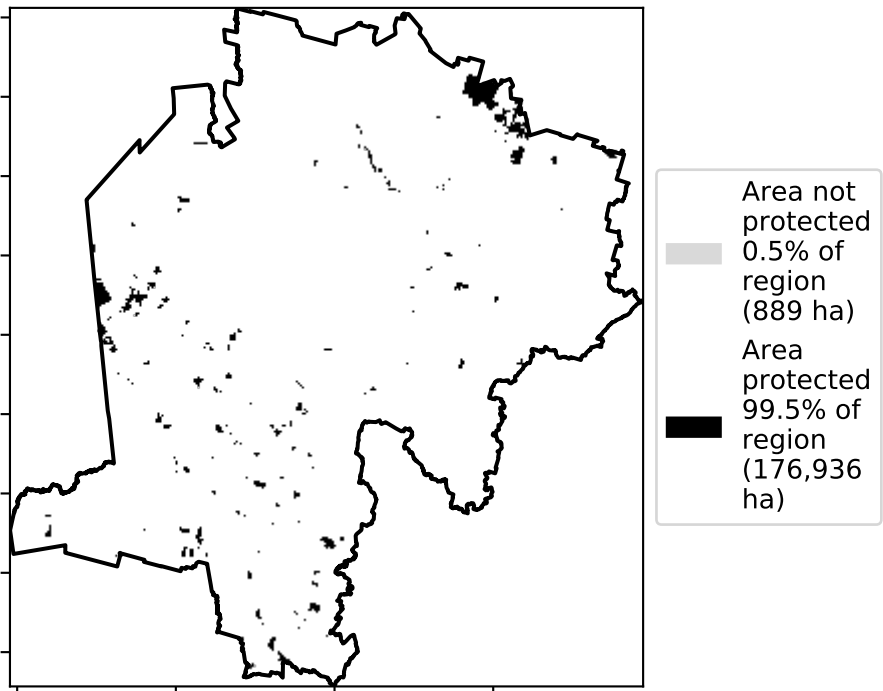 Area not
protected
0.5% of
region
(889 ha)
Area
protected
99.5% of
region
(176,936
ha)